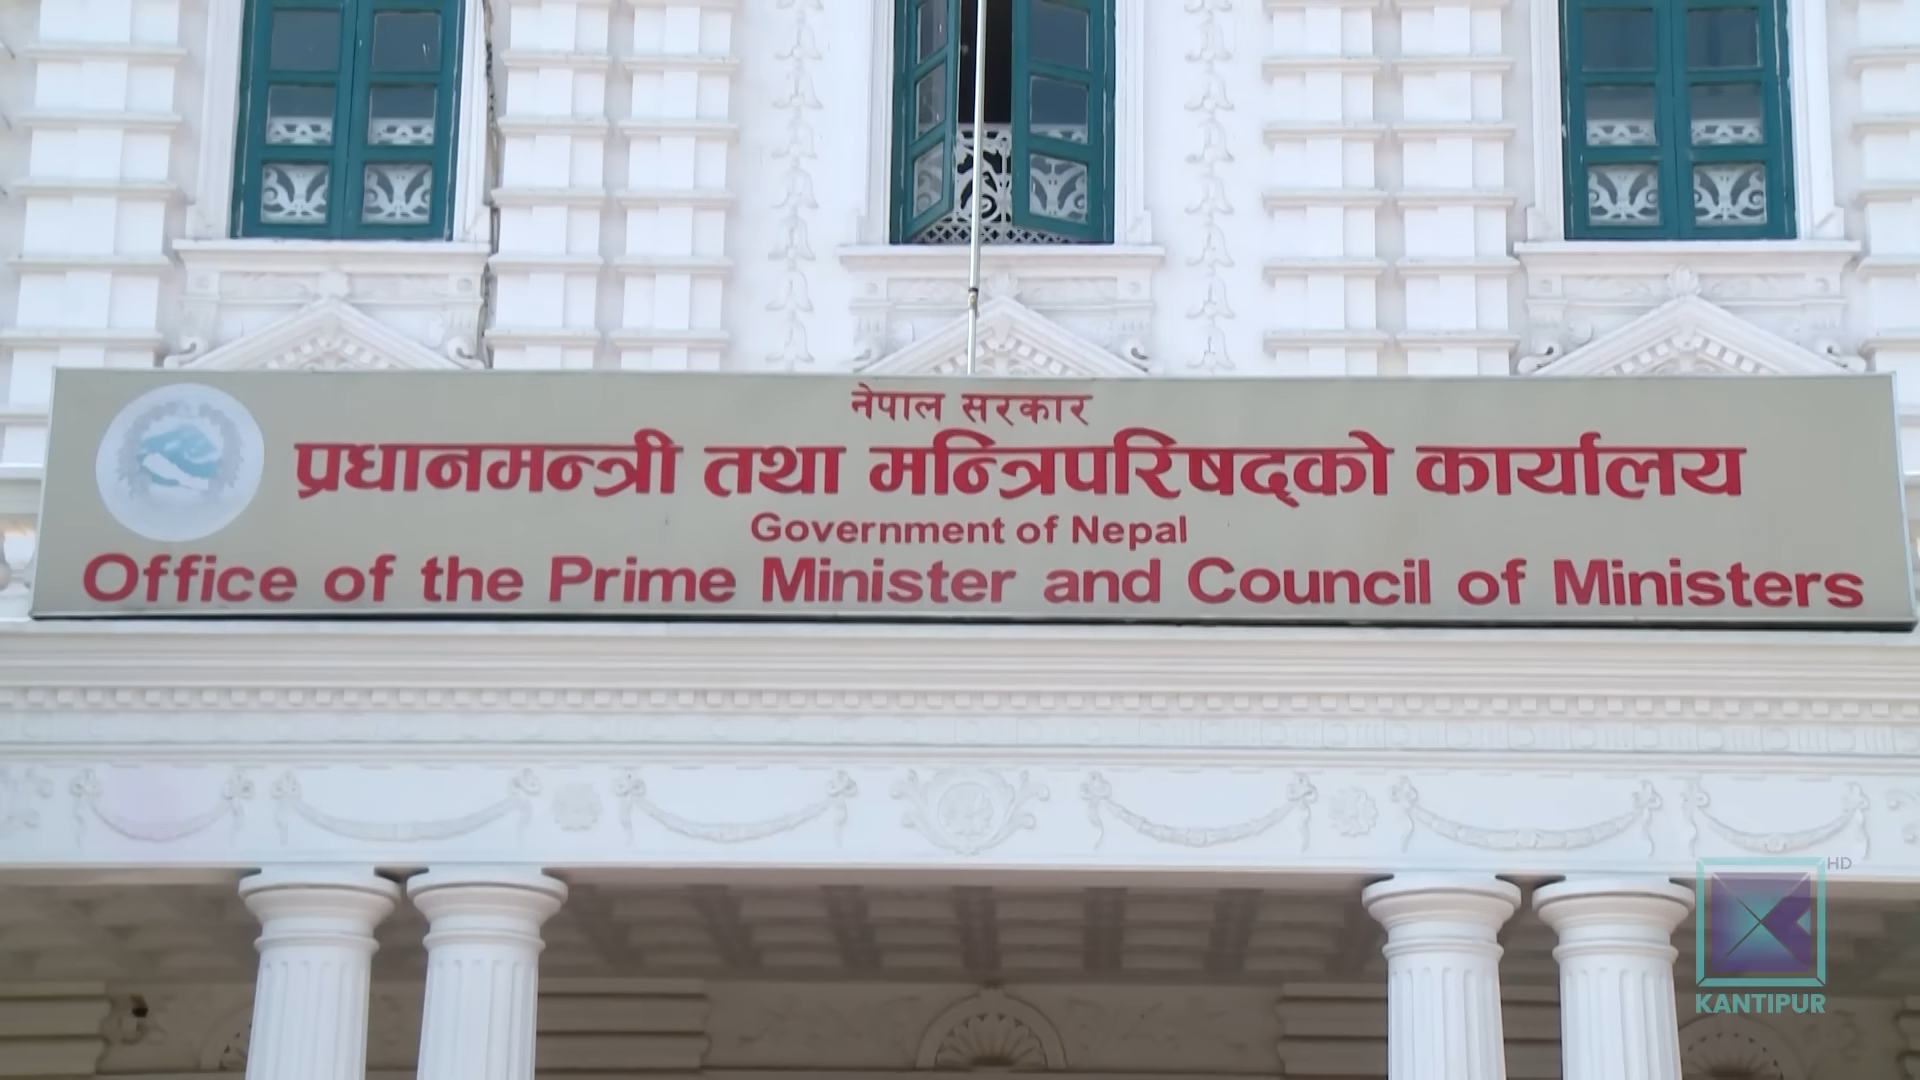 नेपाल सरकार
प्रधानमन्त्री तथा मन्त्रिपरिषद्को कार्यालय
Government of Nepal
Office of the Prime Minister and Council of Ministers
HD
KANTIPUR